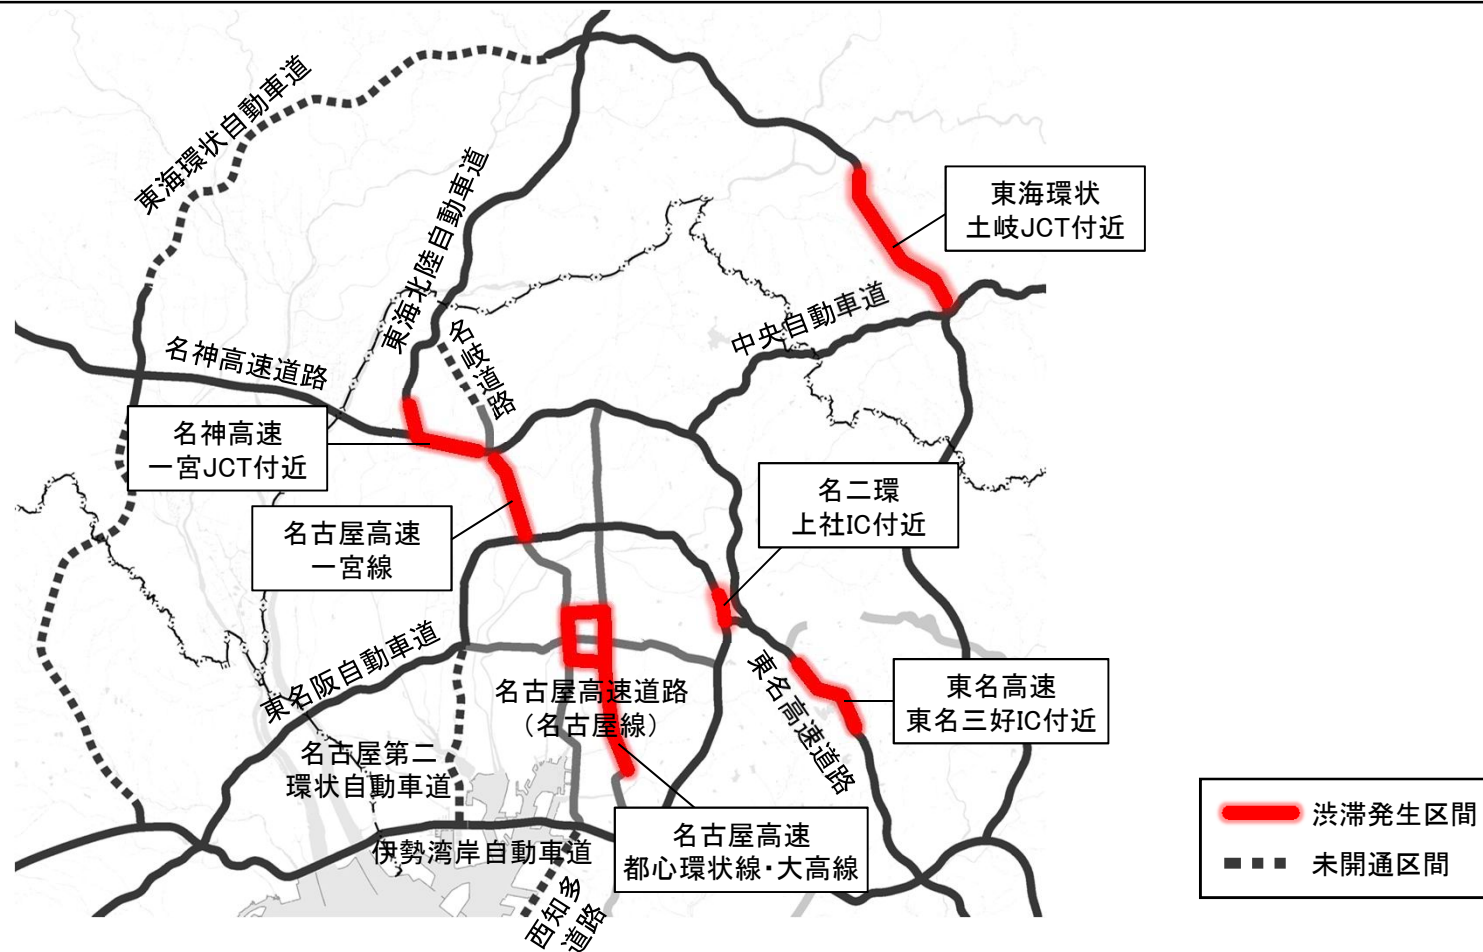 東海環状自動車道
東海北陸自動車道
東海環状
土岐JCT付近
中央自動車道
名岐道路
名神高速道路
名神高速
一宮JCT付近
名二環
上社IC付近
名古屋高速
一宮線
東名阪自動車道
名古屋高速道路
（名古屋線）
東名高速道路
東名高速
東名三好IC付近
名古屋第二
環状自動車道
伊勢湾岸自動車道
名古屋高速
都心環状線・大高線
西知多
道路
渋滞発生区間
未開通区間